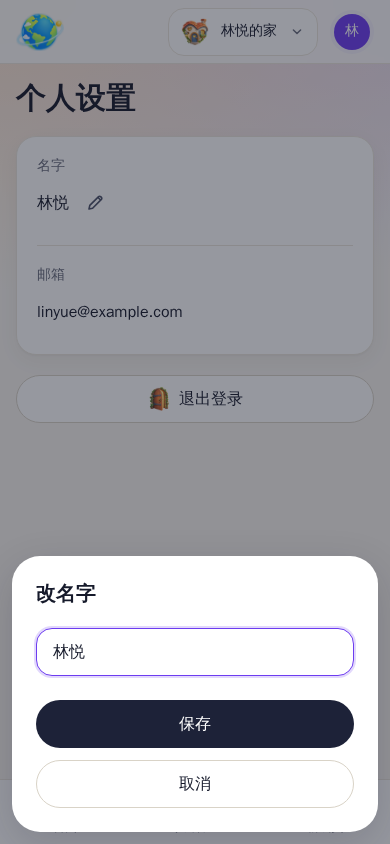 林悦的家
林
个人设置
名字
林悦
邮箱
linyue@example.com
退出登录
改名字
林悦
保存
取消